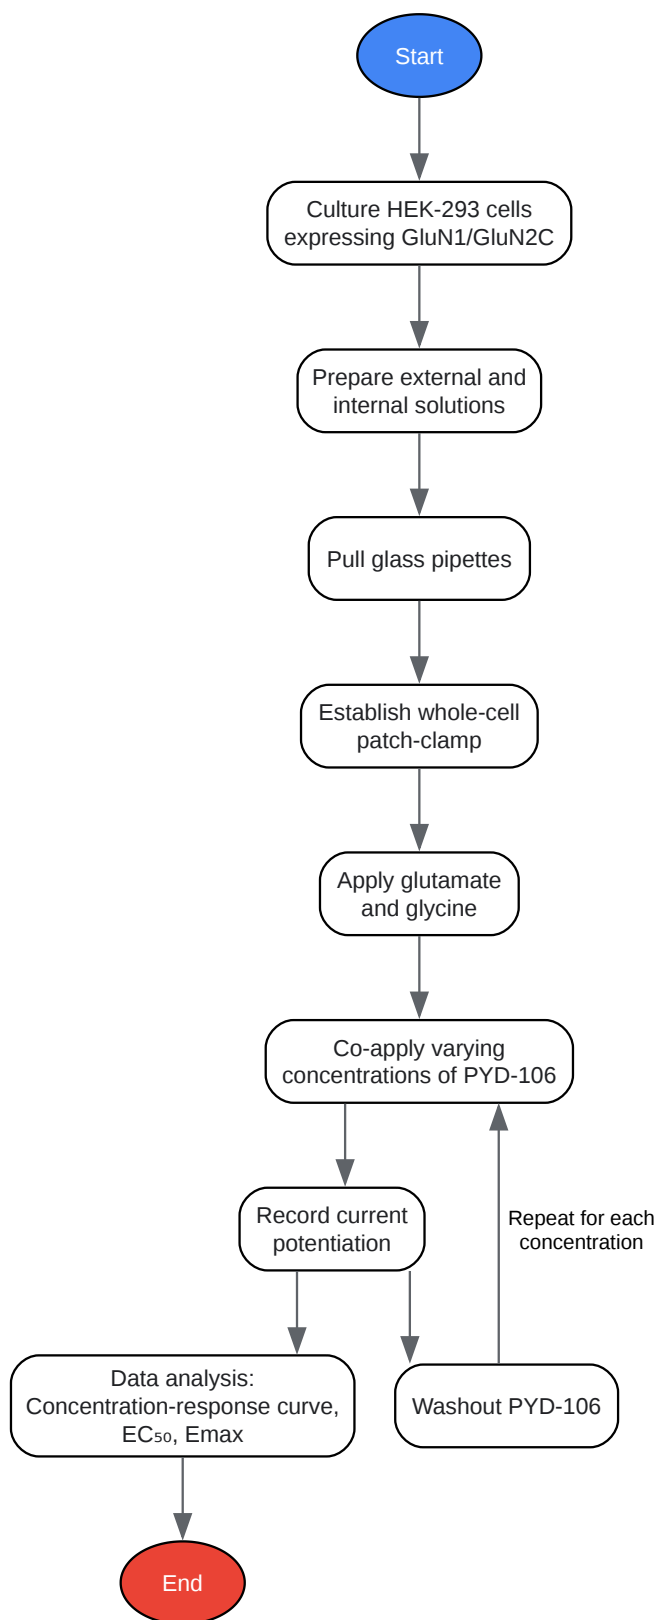 Start
Culture HEK-293 cells
expressing GluN1/GluN2C
Prepare external and
internal solutions
Pull glass pipettes
Establish whole-cell
patch-clamp
Apply glutamate
and glycine
Co-apply varying
concentrations of PYD-106
Record current
potentiation
Repeat for each
concentration
Data analysis:
Concentration-response curve,
EC₅₀, Emax
Washout PYD-106
End